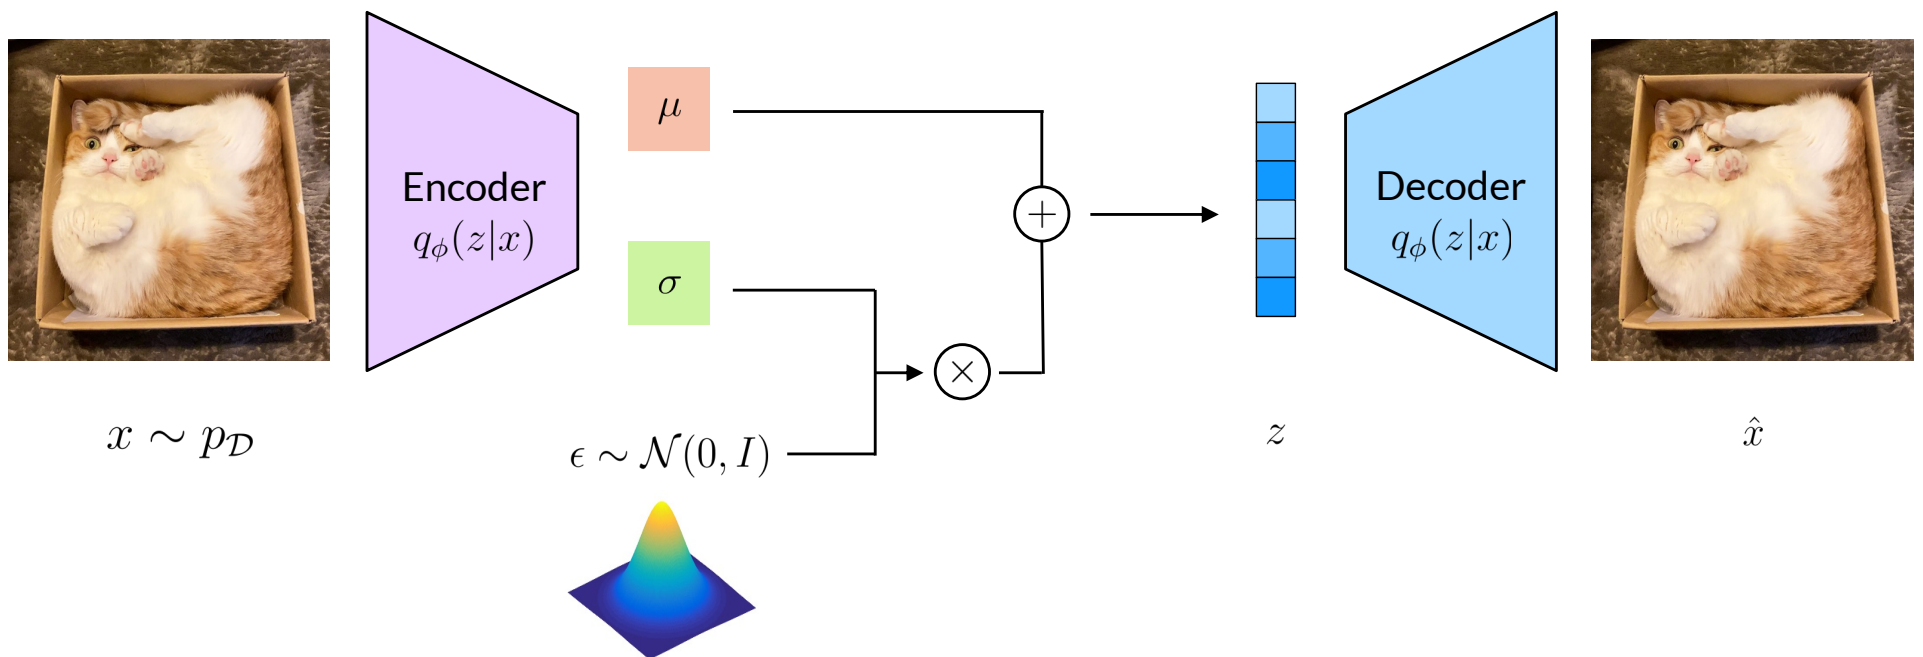 Encoder
qϕ(z|x)
μ
σ
+
×
ϵ ∼ 𝒩(0, I)
Decoder
qϕ(z|x)
x ∼ p𝒟
z
x̂